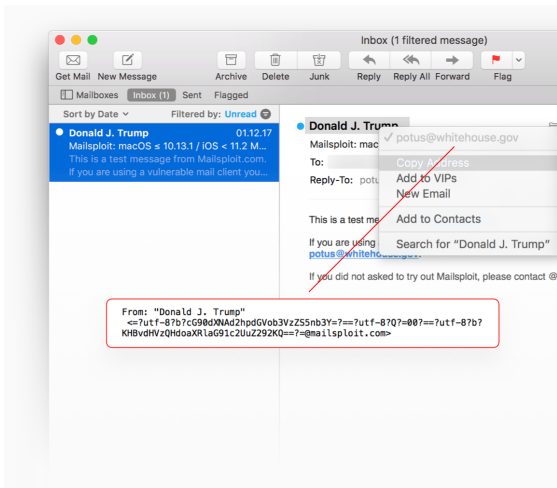 Inbox (1 filtered message)
Get Mail New Message Archive Delete Junk Reply Reply All Forward Flag
Mailboxes Inbox (1) Sent Flagged
Sort by Date Filtered by: Unread
Donald J. Trump 01.12.17
Mailsploit: macOS ≤ 10.13.1 / iOS < 11.2 M...
This is a test message from Mailsploit.com.
If you are using a vulnerable mail client you...
Donald J. Trump
Mailsploit: mac
To:
Reply-To: potu
potus@whitehouse.gov
Copy Address
Add to VIPs
New Email
Add to Contacts
Search for “Donald J. Trump”
This is a test me
If you are using
potus@whitehouse.gov.
If you did not asked to try out Mailsploit, please contact @
From: "Donald J. Trump"
<=?utf-8?b?cG90dXNAd2hpdGVob3VzZS5nb3Y=?==?utf-8?Q?=00?==?utf-8?b?
KHBvdHVzQHdoaXRlaG91c2UuZ292KQ==?=@mailsploit.com>